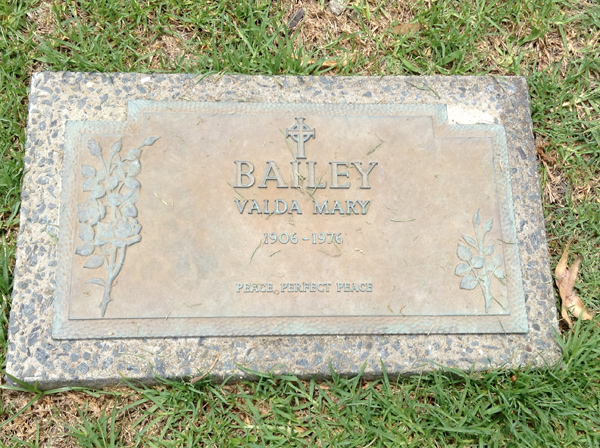 BAILEY
VALDA MARY
1906 - 1976
PEACE, PERFECT PEACE